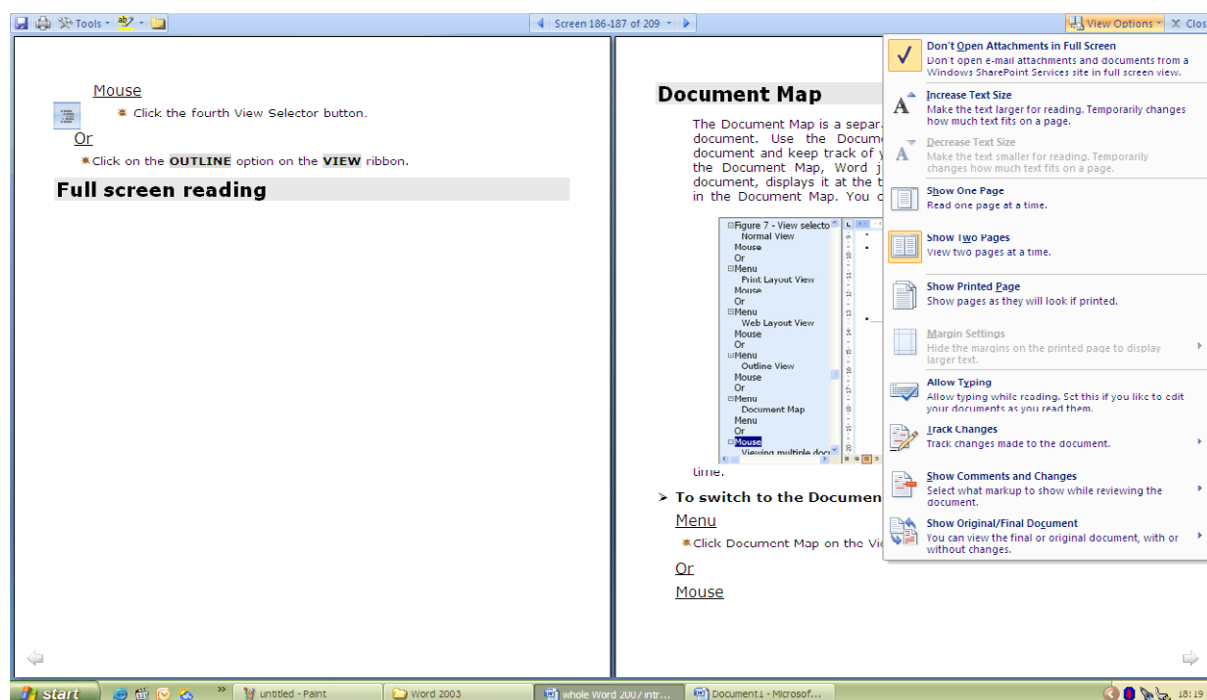 Tools
Screen 186-187 of 209
View Options
Clos
Mouse
Click the fourth View Selector button.
Or
Click on the OUTLINE option on the VIEW ribbon.
Full screen reading
Document Map
The Document Map is a separ
document. Use the Docum
document and keep track of y
the Document Map, Word j
document, displays it at the t
in the Document Map. You c
Figure 7 - View selecto
Normal View
Mouse
Or
Menu
Print Layout View
Mouse
Or
Menu
Web Layout View
Mouse
Or
Menu
Outline View
Mouse
Or
Menu
Document Map
Menu
Or
Mouse
Viewing multiple docu
time.
➢ To switch to the Documen
Menu
Click Document Map on the Vie
Or
Mouse
Don't Open Attachments in Full Screen
Don't open e-mail attachments and documents from a
Windows SharePoint Services site in full screen view.
Increase Text Size
Make the text larger for reading. Temporarily changes
how much text fits on a page.
Decrease Text Size
Make the text smaller for reading. Temporarily
changes how much text fits on a page.
Show One Page
Read one page at a time.
Show Two Pages
View two pages at a time.
Show Printed Page
Show pages as they will look if printed.
Margin Settings
Hide the margins on the printed page to display
larger text.
Allow Typing
Allow typing while reading. Set this if you like to edit
your documents as you read them.
Track Changes
Track changes made to the document.
Show Comments and Changes
Select what markup to show while reviewing the
document.
Show Original/Final Document
You can view the final or original document, with or
without changes.
start
untitled - Paint
Word 2003
whole Word 2007 intr...
Document1 - Microsof...
18:19